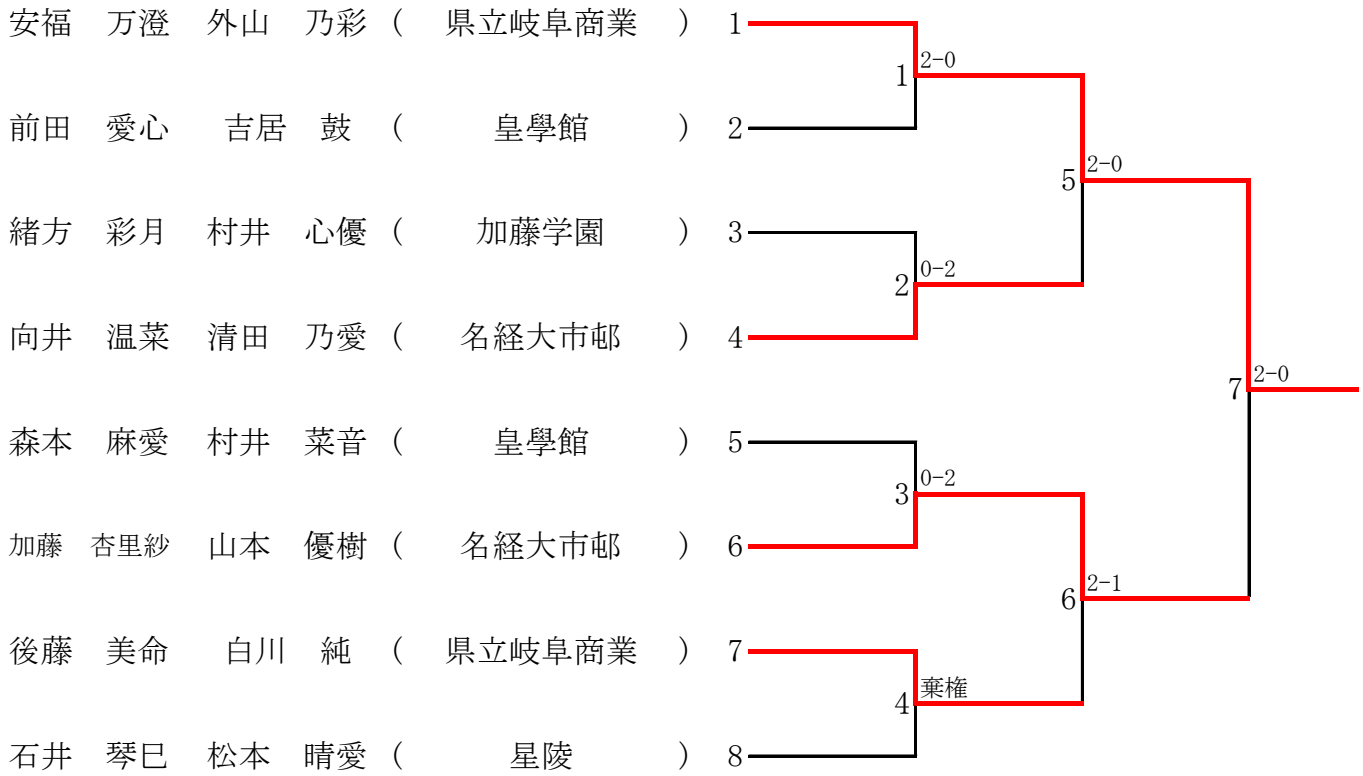 安福 万澄 外山 乃彩 ( 県立岐阜商業 ) 1
1 2-0
前田 愛心 吉居 鼓 ( 皇學館 ) 2
5 2-0
緒方 彩月 村井 心優 ( 加藤学園 ) 3
2 0-2
向井 温菜 清田 乃愛 ( 名経大市邨 ) 4
7 2-0
森本 麻愛 村井 菜音 ( 皇學館 ) 5
3 0-2
加藤 杏里紗 山本 優樹 ( 名経大市邨 ) 6
6 2-1
後藤 美命 白川 純 ( 県立岐阜商業 ) 7
4 棄権
石井 琴巳 松本 晴愛 ( 星陵 ) 8